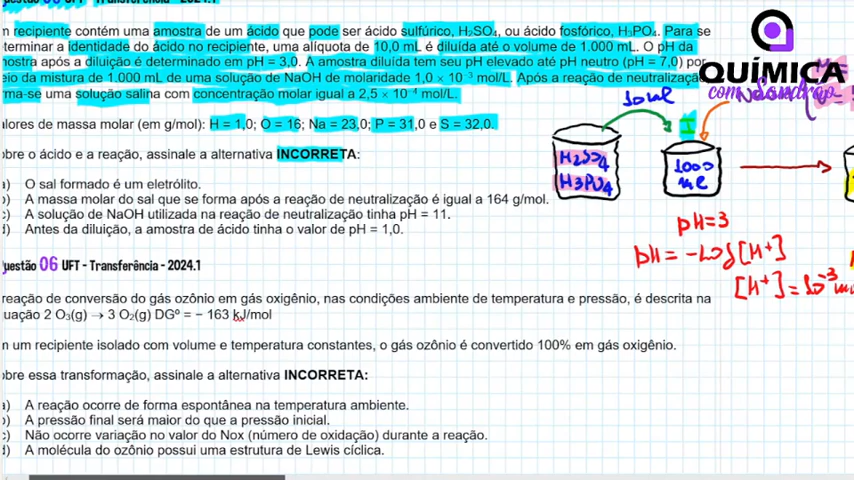 uestão 05 UFT - Transferência - 2024.1
m recipiente contém uma amostra de um ácido que pode ser ácido sulfúrico, H₂SO₄, ou ácido fosfórico, H₃PO₄. Para se
eterminar a identidade do ácido no recipiente, uma alíquota de 10,0 mL é diluída até o volume de 1.000 mL. O pH da
mostra após a diluição é determinado em pH = 3,0. A amostra diluída tem seu pH elevado até pH neutro (pH = 7,0) por
eio da mistura de 1.000 mL de uma solução de NaOH de molaridade 1,0 × 10⁻³ mol/L. Após a reação de neutralização
rma-se uma solução salina com concentração molar igual a 2,5 × 10⁻⁴ mol/L.
alores de massa molar (em g/mol): H = 1,0; O = 16; Na = 23,0; P = 31,0 e S = 32,0.
obre o ácido e a reação, assinale a alternativa INCORRETA:
a) O sal formado é um eletrólito.
b) A massa molar do sal que se forma após a reação de neutralização é igual a 164 g/mol.
c) A solução de NaOH utilizada na reação de neutralização tinha pH = 11.
d) Antes da diluição, a amostra de ácido tinha o valor de pH = 1,0.
QUÍMICA
com Sandrão
10 ml
I
H2SO4
H3PO4
1000
ml
pH=3
pH = -LOG [H+]
[H+] = 10⁻³
uestão 06 UFT - Transferência - 2024.1
reação de conversão do gás ozônio em gás oxigênio, nas condições ambiente de temperatura e pressão, é descrita na
quação 2 O₃(g) → 3 O₂(g) DGº = − 163 kJ/mol
m um recipiente isolado com volume e temperatura constantes, o gás ozônio é convertido 100% em gás oxigênio.
obre essa transformação, assinale a alternativa INCORRETA:
a) A reação ocorre de forma espontânea na temperatura ambiente.
b) A pressão final será maior do que a pressão inicial.
c) Não ocorre variação no valor do Nox (número de oxidação) durante a reação.
d) A molécula do ozônio possui uma estrutura de Lewis cíclica.